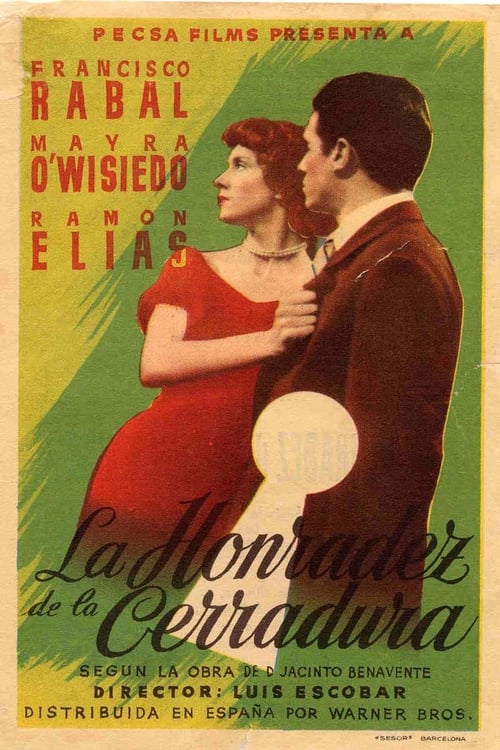 PECSA FILMS PRESENTA A
FRANCISCO
RABAL
MAYRA
O'WISIEDO
RAMON
ELIAS
La Honradez
de la Cerradura
SEGUN LA OBRA DE D JACINTO BENAVENTE
DIRECTOR: LUIS ESCOBAR
DISTRIBUIDA EN ESPAÑA POR WARNER BROS.
«SESOR» BARCELONA